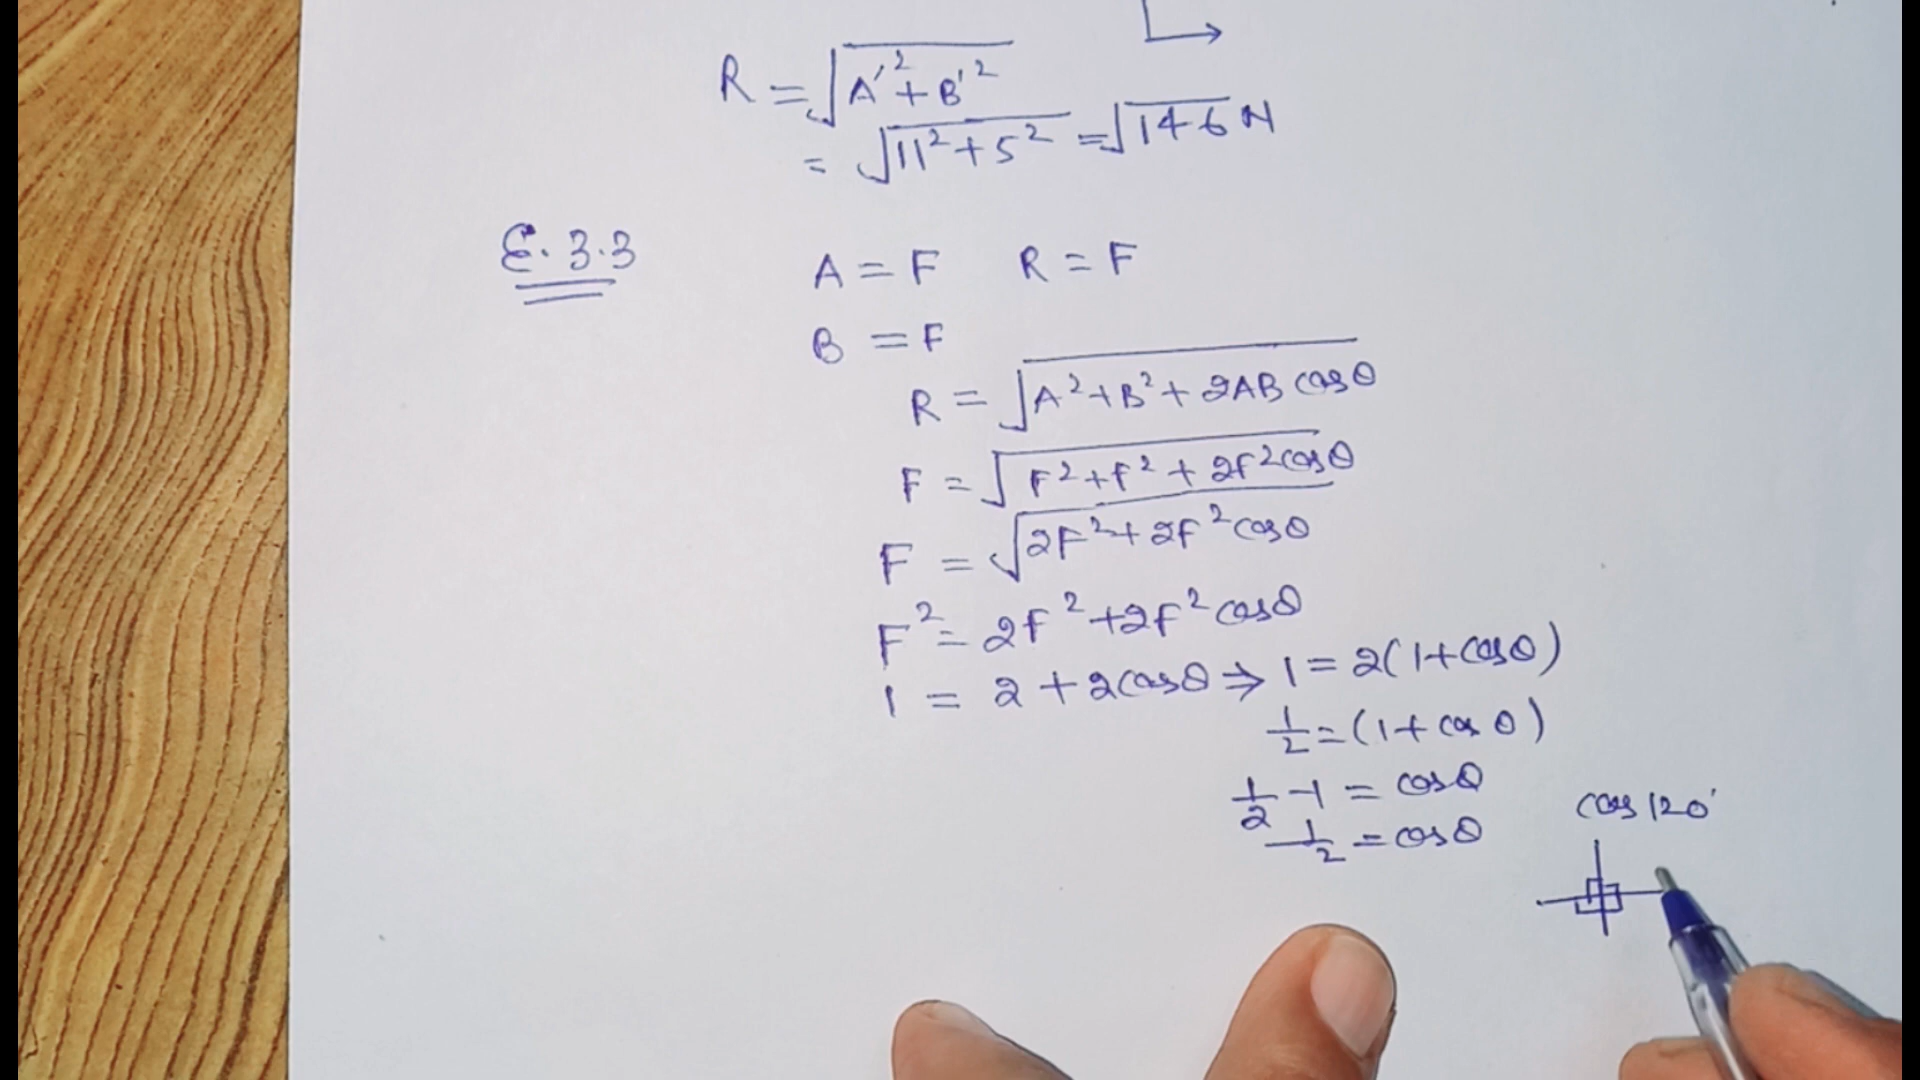 R = √A'² + B'²
= √11² + 5² = √146 N
E. 3.3
A = F R = F
B = F
R = √A² + B² + 2AB cosθ
F = √F² + F² + 2F² cosθ
F = √2F² + 2F² cosθ
F² = 2F² + 2F² cosθ
1 = 2 + 2cosθ ⇒ 1 = 2(1 + cosθ)
1/2 = (1 + cos θ)
1/2 - 1 = cosθ
-1/2 = cosθ
cos 120°